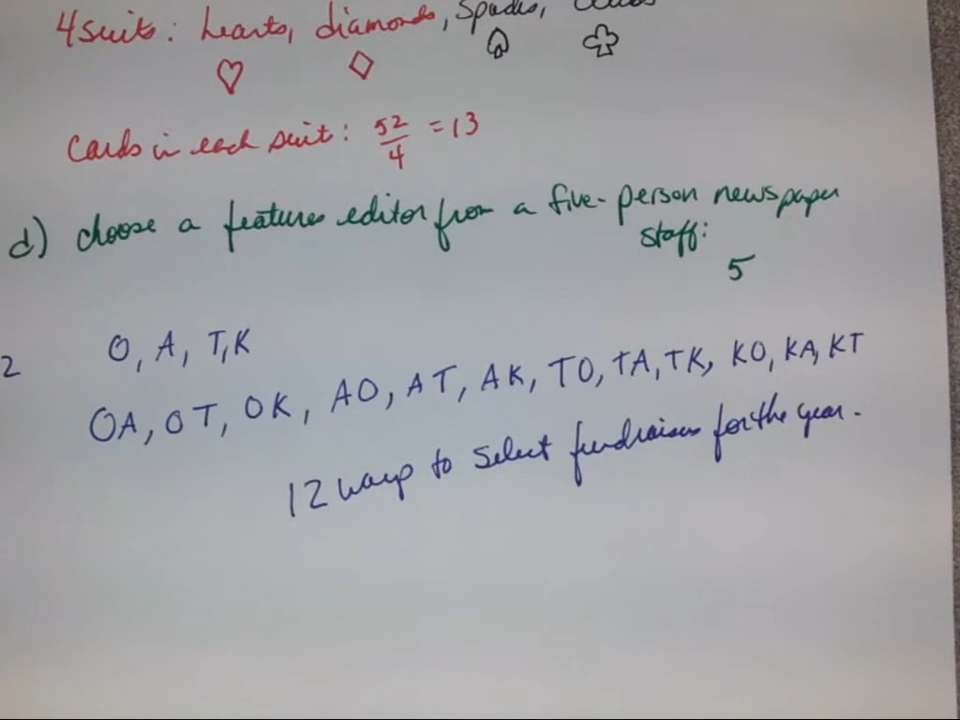 4 suits: hearts, diamonds, spades,
cards in each suit: 52/4 = 13
d) choose a features editor from a five-person newspaper
staff:
5
2 O, A, T, K
OA, OT, OK, AO, AT, AK, TO, TA, TK, KO, KA, KT
12 ways to select fundraisers for the year.